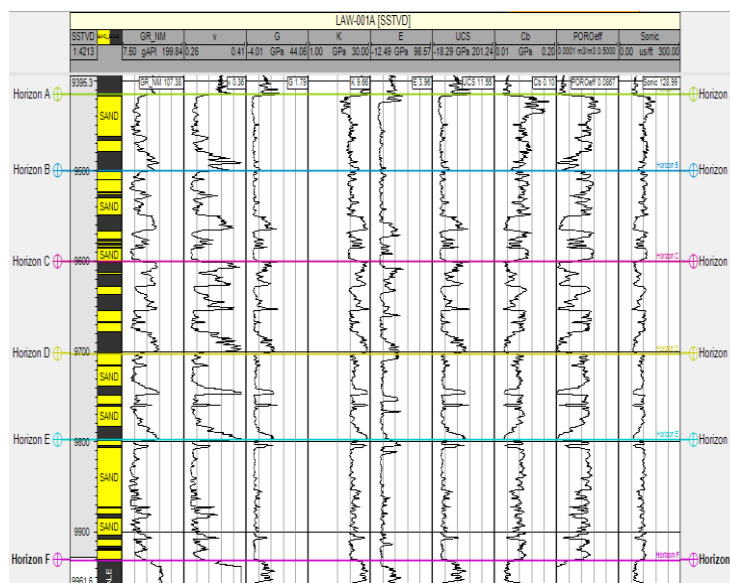 LAW-001A [SSTVD]
SSTVD GR_NM v G K E UCS Cb POROeff Sonic
1:4213 7.50 gAPI 199.84 0.26 0.41 -4.01 GPa 44.06 1.00 GPa 30.00 -12.49 GPa 98.57 -18.29 GPa 201.24 0.01 GPa 0.20 0.0001 m3/m3 0.5000 0.00 us/ft 300.00
9395.3 GR_NM 107.38 v 0.36 G 1.79 K 9.66 E 3.96 UCS 11.55 Cb 0.10 POROeff 0.0867 Sonic 128.99
Horizon A Horizon
SAND
Horizon B 9500 Horizon B Horizon
SAND
SAND
Horizon C 9600 Horizon C Horizon
Horizon D 9700 Horizon
SAND
SAND
Horizon E 9800 Horizon E Horizon
SAND
SAND
9900
Horizon F Horizon F Horizon
9961.6